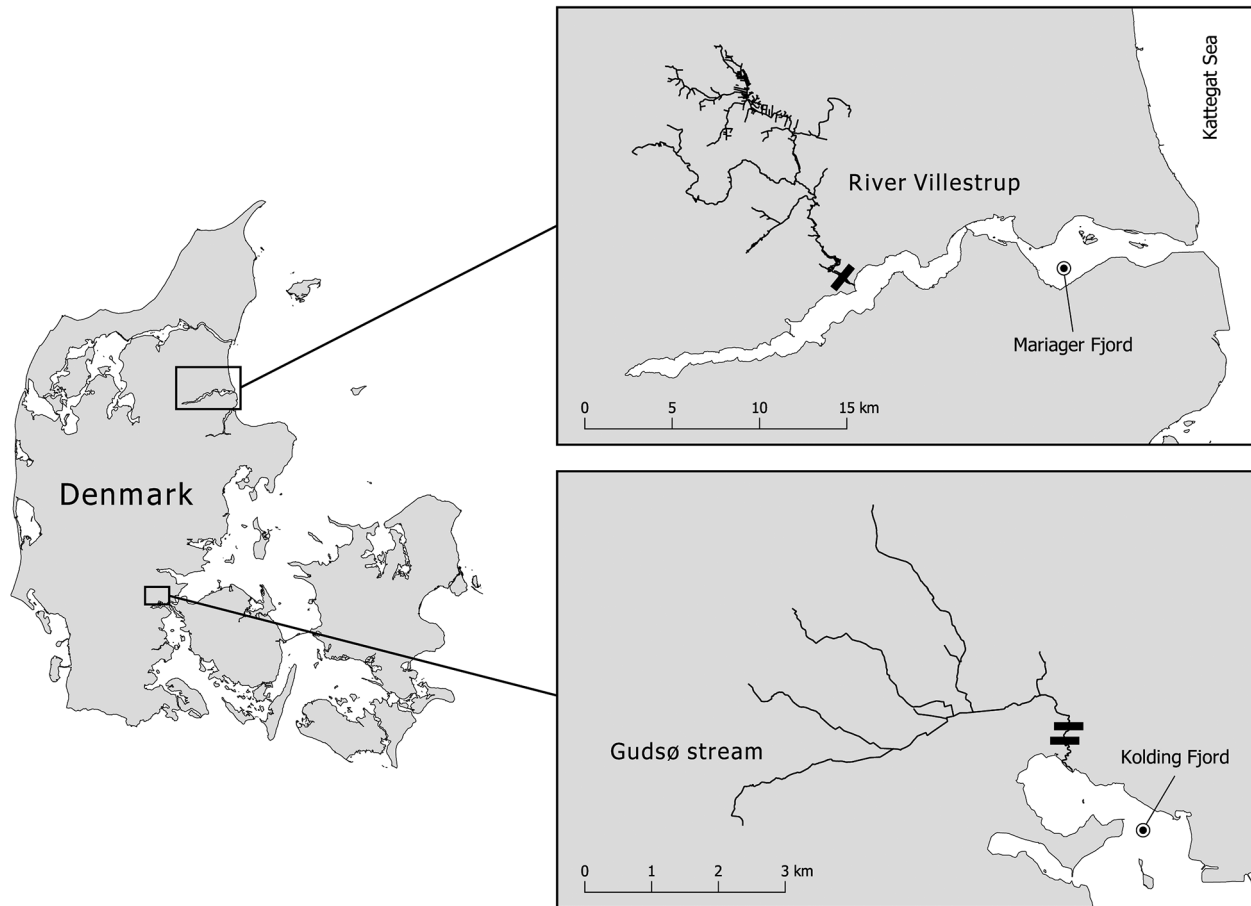 Denmark
Kattegat Sea
River Villestrup
Mariager Fjord
0 5 10 15 km
Gudsø stream
Kolding Fjord
0 1 2 3 km